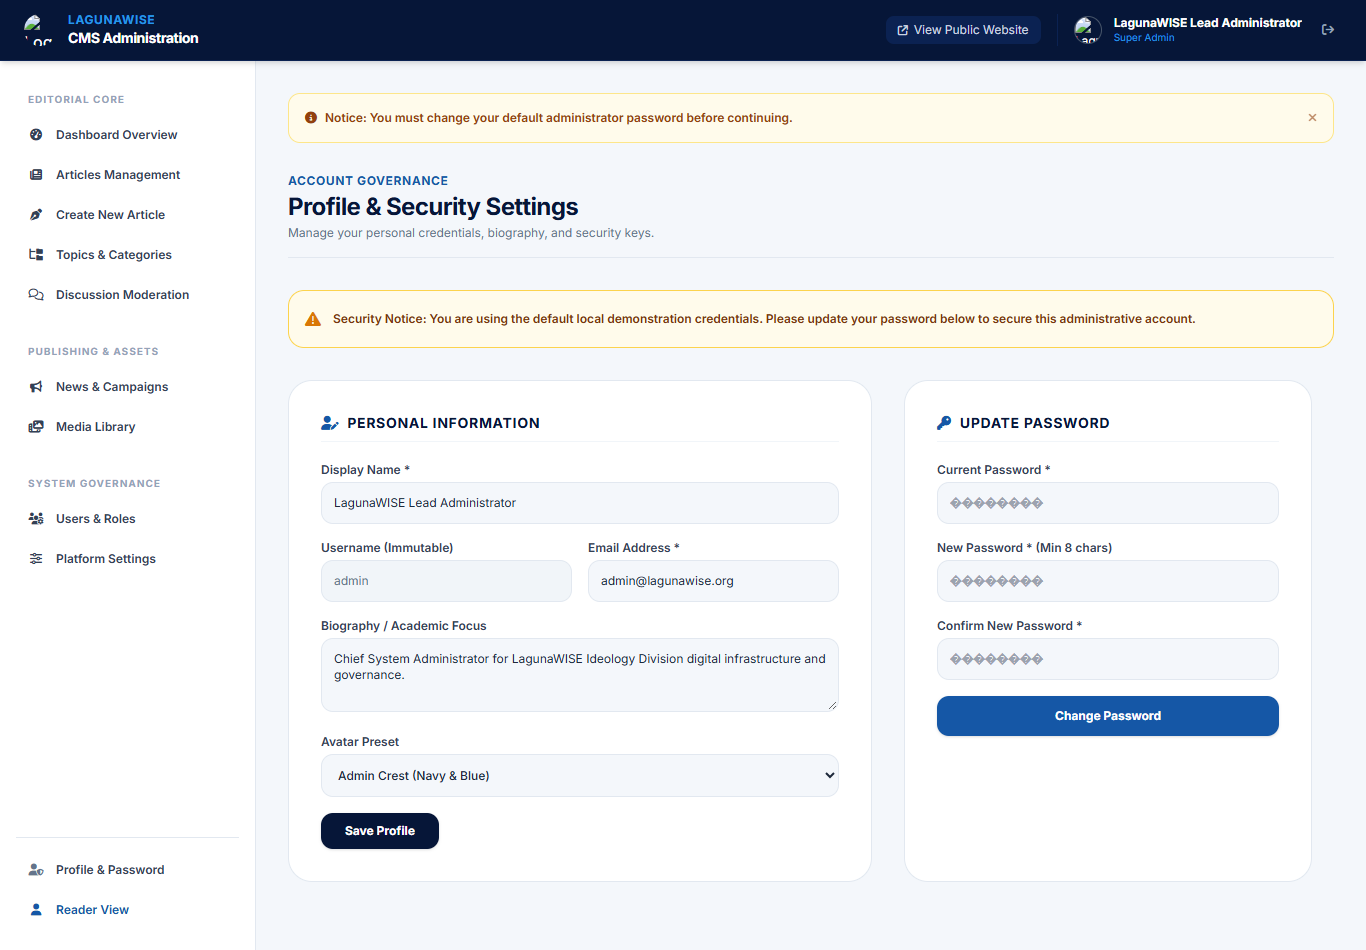 LAGUNAWISE
CMS Administration
View Public Website
LagunaWISE Lead Administrator
Super Admin
EDITORIAL CORE
Dashboard Overview
Articles Management
Create New Article
Topics & Categories
Discussion Moderation
PUBLISHING & ASSETS
News & Campaigns
Media Library
SYSTEM GOVERNANCE
Users & Roles
Platform Settings
Profile & Password
Reader View
Notice: You must change your default administrator password before continuing.
×
ACCOUNT GOVERNANCE
Profile & Security Settings
Manage your personal credentials, biography, and security keys.
Security Notice: You are using the default local demonstration credentials. Please update your password below to secure this administrative account.
PERSONAL INFORMATION
Display Name *
LagunaWISE Lead Administrator
Username (Immutable)
admin
Email Address *
admin@lagunawise.org
Biography / Academic Focus
Chief System Administrator for LagunaWISE Ideology Division digital infrastructure and
governance.
Avatar Preset
Admin Crest (Navy & Blue)
Save Profile
UPDATE PASSWORD
Current Password *
��������
New Password * (Min 8 chars)
��������
Confirm New Password *
��������
Change Password